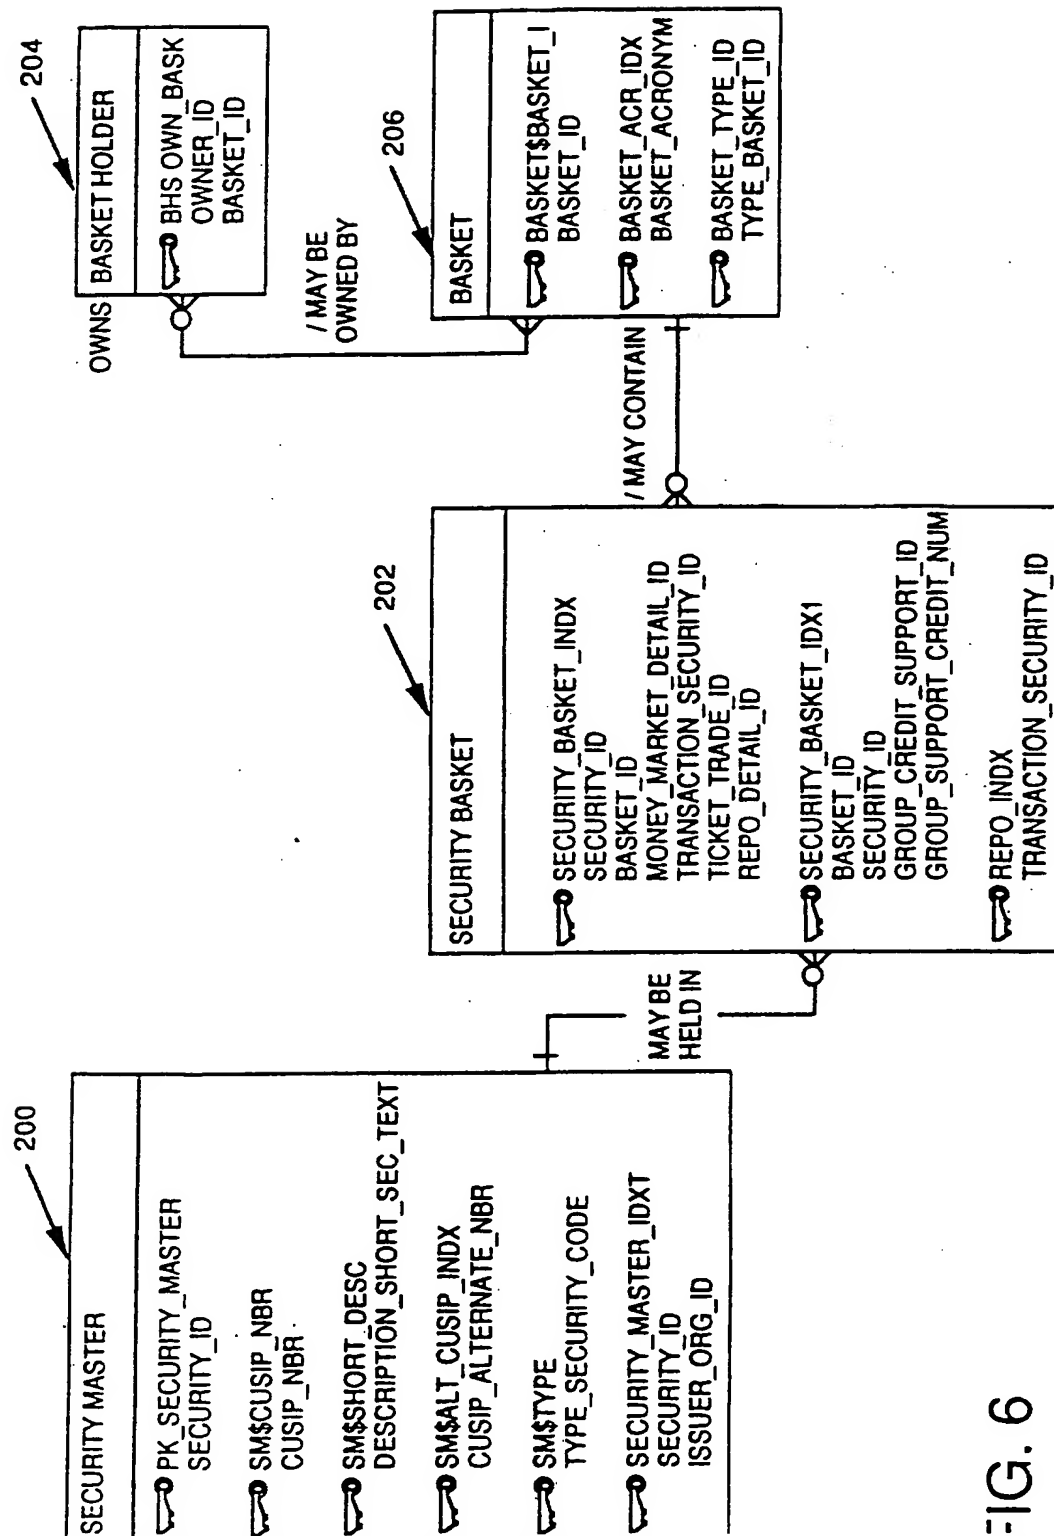 200
SECURITY MASTER
PK_SECURITY_MASTER
SECURITY_ID
SM$CUSIP_NBR
CUSIP_NBR
SM$SHORT_DESC
DESCRIPTION_SHORT_SEC_TEXT
SM$ALT_CUSIP_INDX
CUSIP_ALTERNATE_NBR
SM$TYPE
TYPE_SECURITY_CODE
SECURITY_MASTER_IDXT
SECURITY_ID
ISSUER_ORG_ID
MAY BE
HELD IN
202
SECURITY BASKET
SECURITY_BASKET_INDX
SECURITY_ID
BASKET_ID
MONEY_MARKET_DETAIL_ID
TRANSACTION_SECURITY_ID
TICKET_TRADE_ID
REPO_DETAIL_ID
SECURITY_BASKET_IDX1
BASKET_ID
SECURITY_ID
GROUP_CREDIT_SUPPORT_ID
GROUP_SUPPORT_CREDIT_NUM
REPO_INDX
TRANSACTION_SECURITY_ID
/ MAY CONTAIN
204
OWNS
BASKET HOLDER
BHS OWN_BASK
OWNER_ID
BASKET_ID
/ MAY BE
OWNED BY
206
BASKET
BASKET$BASKET_I
BASKET_ID
BASKET_ACR_IDX
BASKET_ACRONYM
BASKET_TYPE_ID
TYPE_BASKET_ID
FIG. 6